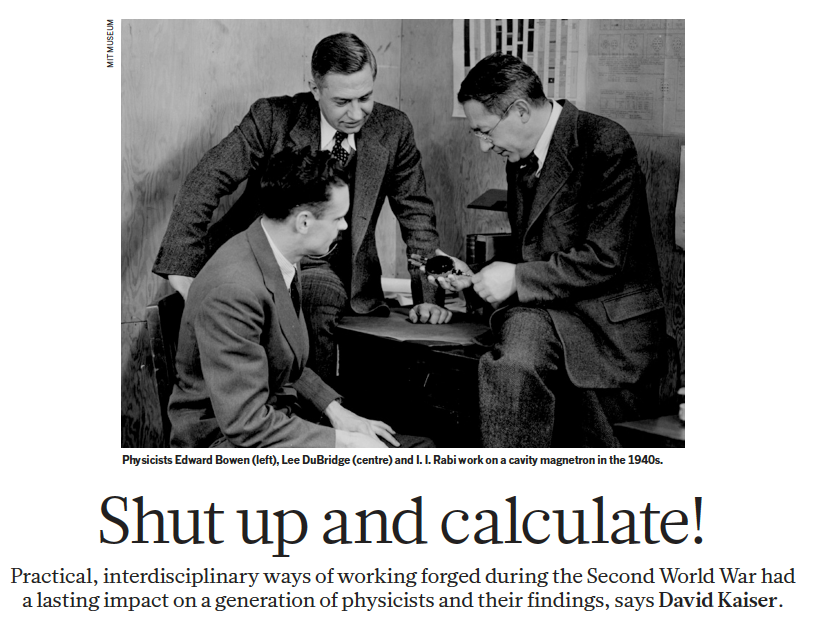 MIT MUSEUM
Physicists Edward Bowen (left), Lee DuBridge (centre) and I. I. Rabi work on a cavity magnetron in the 1940s.
Shut up and calculate!
Practical, interdisciplinary ways of working forged during the Second World War had
a lasting impact on a generation of physicists and their findings, says David Kaiser.